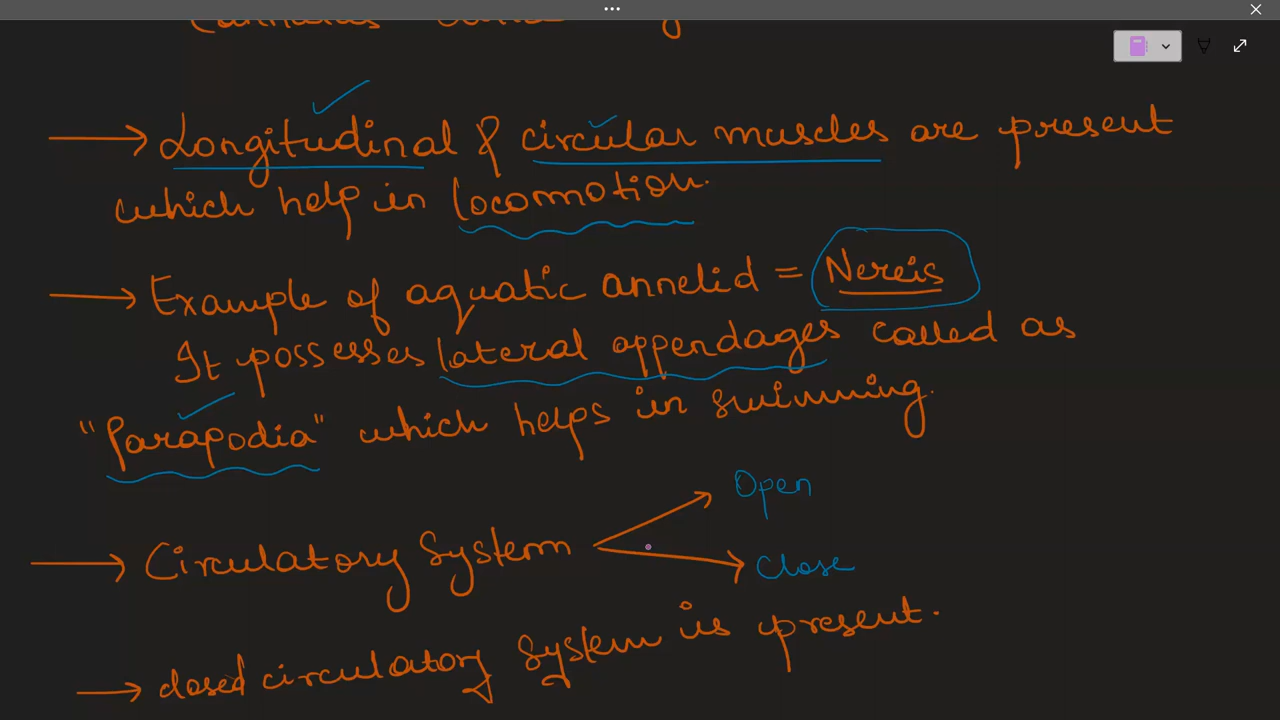 → Longitudinal & circular muscles are present
which help in locomotion.
→ Example of aquatic annelid = Nereis
It possesses lateral appendages called as
"Parapodia" which helps in swimming.
Open
→ Circulatory System
Close
→ closed circulatory system is present.